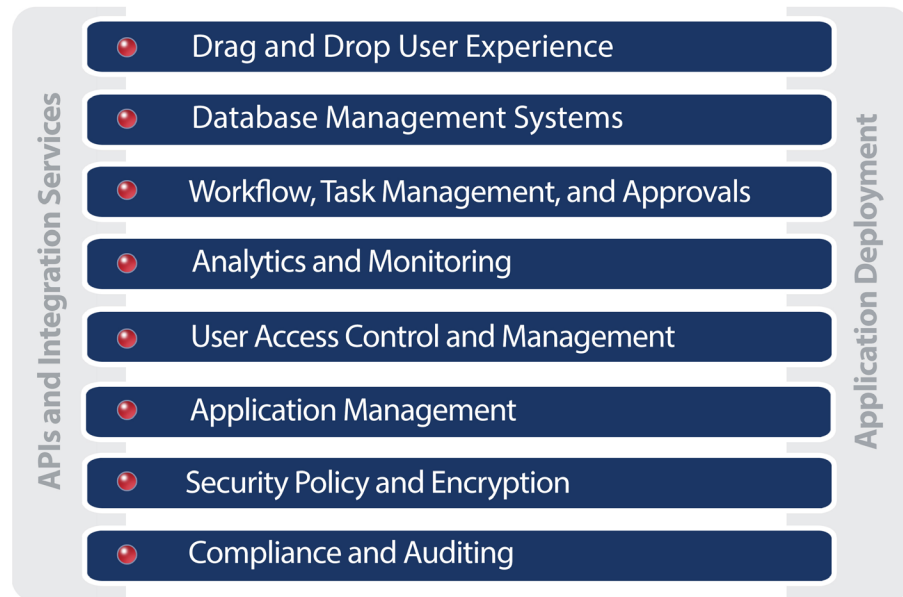 APIs and Integration Services
Drag and Drop User Experience
Database Management Systems
Workflow, Task Management, and Approvals
Analytics and Monitoring
User Access Control and Management
Application Management
Security Policy and Encryption
Compliance and Auditing
Application Deployment